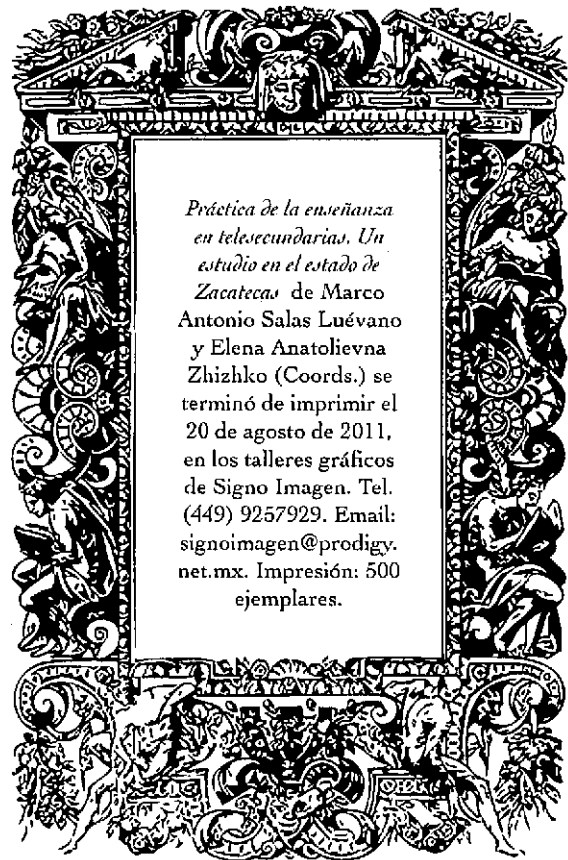 Práctica de la enseñanza
en telesecundarias. Un
estudio en el estado de
Zacatecas de Marco
Antonio Salas Luévano
y Elena Anatolievna
Zhizhko (Coords.) se
terminó de imprimir el
20 de agosto de 2011,
en los talleres gráficos
de Signo Imagen. Tel.
(449) 9257929. Email:
signoimagen@prodigy.
net.mx. Impresión: 500
ejemplares.